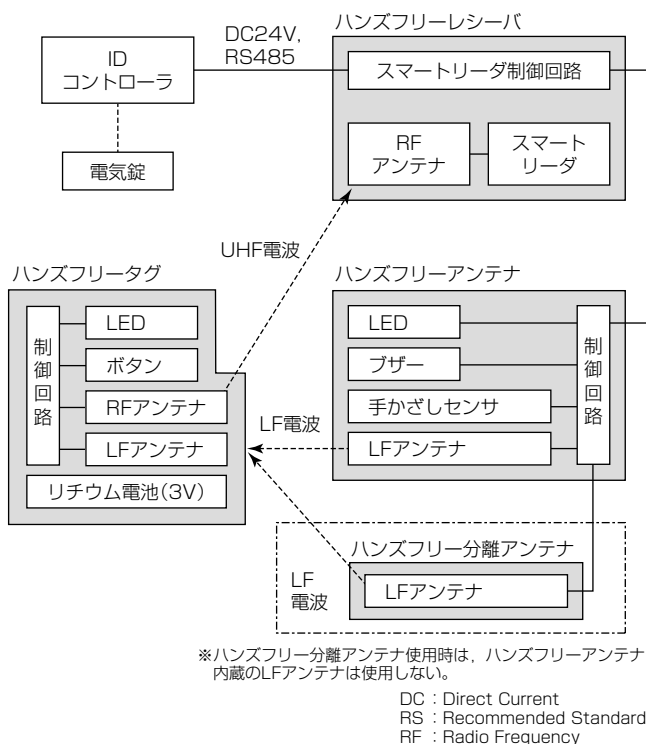 ハンズフリーレシーバ
DC24V,
RS485
ID
コントローラ
スマートリーダ制御回路
電気錠
RF
アンテナ
スマート
リーダ
UHF電波
ハンズフリータグ
制御回路
LED
ボタン
RFアンテナ
LFアンテナ
リチウム電池(3V)
ハンズフリーアンテナ
LED
ブザー
手かざしセンサ
LFアンテナ
制御回路
LF電波
ハンズフリー分離アンテナ
LF
電波
LFアンテナ
※ハンズフリー分離アンテナ使用時は，ハンズフリーアンテナ
内蔵のLFアンテナは使用しない。
DC：Direct Current
RS：Recommended Standard
RF：Radio Frequency